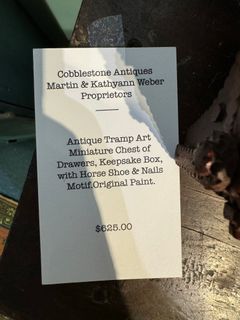 Cobblestone Antiques
Martin & Kathyann Weber
Proprietors
Antique Tramp Art
Miniature Chest of
Drawers, Keepsake Box,
with Horse Shoe & Nails
Motif.Original Paint.
$625.00